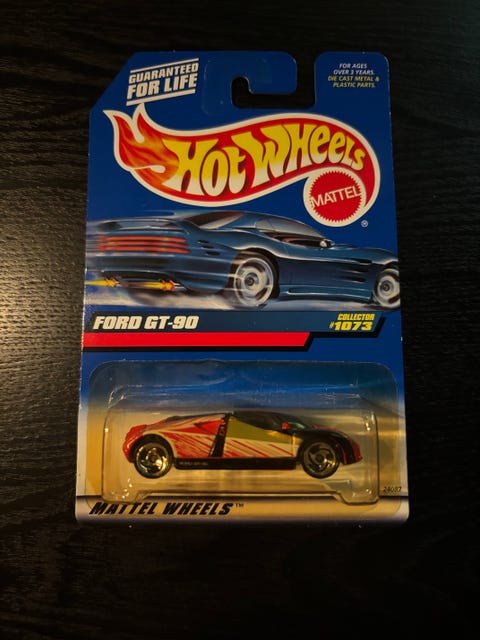 GUARANTEED
FOR LIFE
FOR AGES
OVER 3 YEARS.
DIE CAST METAL &
PLASTIC PARTS.
HOT WHEELS
MATTEL
®
FORD GT-90
COLLECTOR
#1073
24087
MATTEL WHEELS™